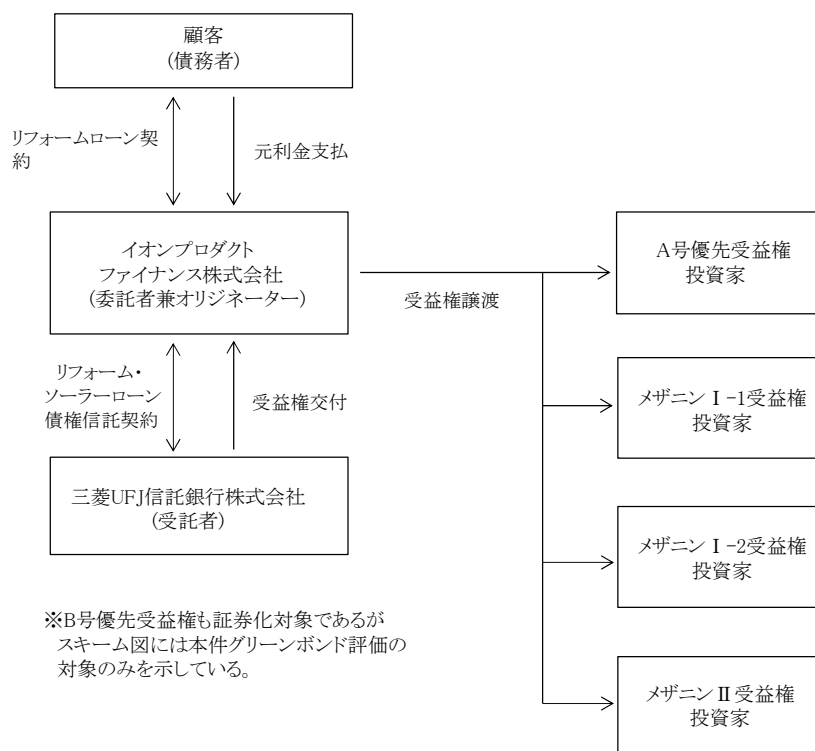 顧客
(債務者)
リフォームローン契
約
元利金支払
イオンプロダクト
ファイナンス株式会社
(委託者兼オリジネーター)
受益権譲渡
A号優先受益権
投資家
リフォーム・
ソーラーローン
債権信託契約
受益権交付
メザニンⅠ-1受益権
投資家
三菱UFJ信託銀行株式会社
(受託者)
メザニンⅠ-2受益権
投資家
※B号優先受益権も証券化対象であるが
スキーム図には本件グリーンボンド評価の
対象のみを示している。
メザニンⅡ受益権
投資家